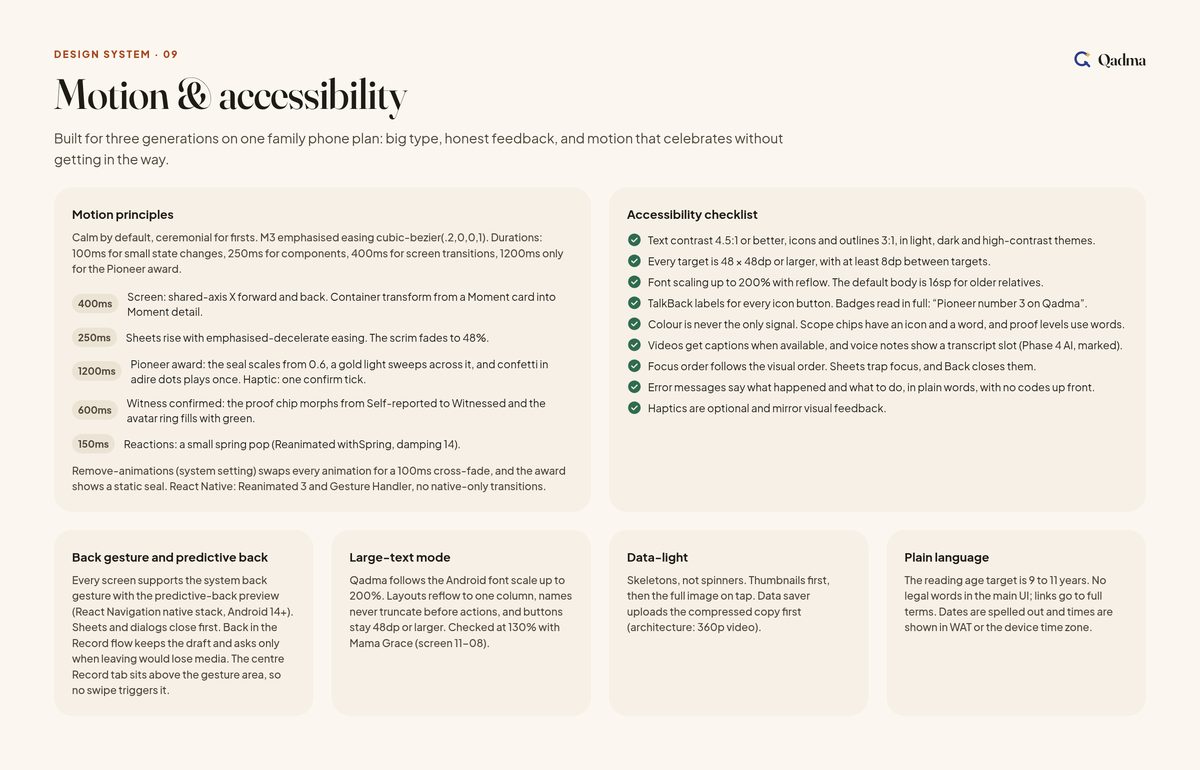 DESIGN SYSTEM · 09
Qadma
Motion & accessibility
Built for three generations on one family phone plan: big type, honest feedback, and motion that celebrates without
getting in the way.
Motion principles
Calm by default, ceremonial for firsts. M3 emphasised easing cubic-bezier(.2,0,0,1). Durations:
100ms for small state changes, 250ms for components, 400ms for screen transitions, 1200ms only
for the Pioneer award.
400ms Screen: shared-axis X forward and back. Container transform from a Moment card into
Moment detail.
250ms Sheets rise with emphasised-decelerate easing. The scrim fades to 48%.
1200ms Pioneer award: the seal scales from 0.6, a gold light sweeps across it, and confetti in
adire dots plays once. Haptic: one confirm tick.
600ms Witness confirmed: the proof chip morphs from Self-reported to Witnessed and the
avatar ring fills with green.
150ms Reactions: a small spring pop (Reanimated withSpring, damping 14).
Remove-animations (system setting) swaps every animation for a 100ms cross-fade, and the award
shows a static seal. React Native: Reanimated 3 and Gesture Handler, no native-only transitions.
Accessibility checklist
Text contrast 4.5:1 or better, icons and outlines 3:1, in light, dark and high-contrast themes.
Every target is 48 × 48dp or larger, with at least 8dp between targets.
Font scaling up to 200% with reflow. The default body is 16sp for older relatives.
TalkBack labels for every icon button. Badges read in full: "Pioneer number 3 on Qadma".
Colour is never the only signal. Scope chips have an icon and a word, and proof levels use words.
Videos get captions when available, and voice notes show a transcript slot (Phase 4 AI, marked).
Focus order follows the visual order. Sheets trap focus, and Back closes them.
Error messages say what happened and what to do, in plain words, with no codes up front.
Haptics are optional and mirror visual feedback.
Back gesture and predictive back
Every screen supports the system back
gesture with the predictive-back preview
(React Navigation native stack, Android 14+).
Sheets and dialogs close first. Back in the
Record flow keeps the draft and asks only
when leaving would lose media. The centre
Record tab sits above the gesture area, so
no swipe triggers it.
Large-text mode
Qadma follows the Android font scale up to
200%. Layouts reflow to one column, names
never truncate before actions, and buttons
stay 48dp or larger. Checked at 130% with
Mama Grace (screen 11–08).
Data-light
Skeletons, not spinners. Thumbnails first,
then the full image on tap. Data saver
uploads the compressed copy first
(architecture: 360p video).
Plain language
The reading age target is 9 to 11 years. No
legal words in the main UI; links go to full
terms. Dates are spelled out and times are
shown in WAT or the device time zone.